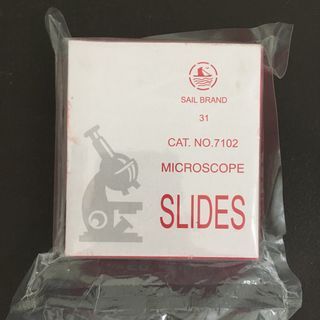 SAIL BRAND
31
CAT. NO.7102
MICROSCOPE
SLIDES